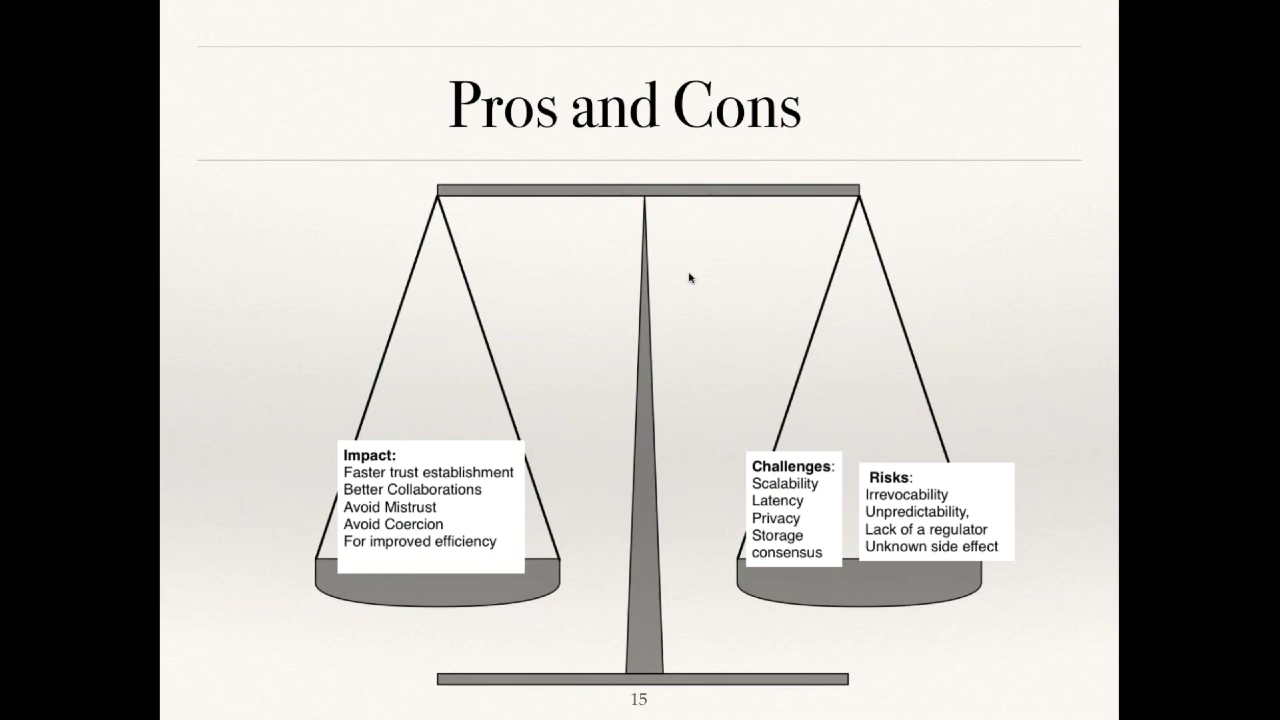 Pros and Cons
Impact:
Faster trust establishment
Better Collaborations
Avoid Mistrust
Avoid Coercion
For improved efficiency
Challenges:
Scalability
Latency
Privacy
Storage
consensus
Risks:
Irrevocability
Unpredictability,
Lack of a regulator
Unknown side effect
15